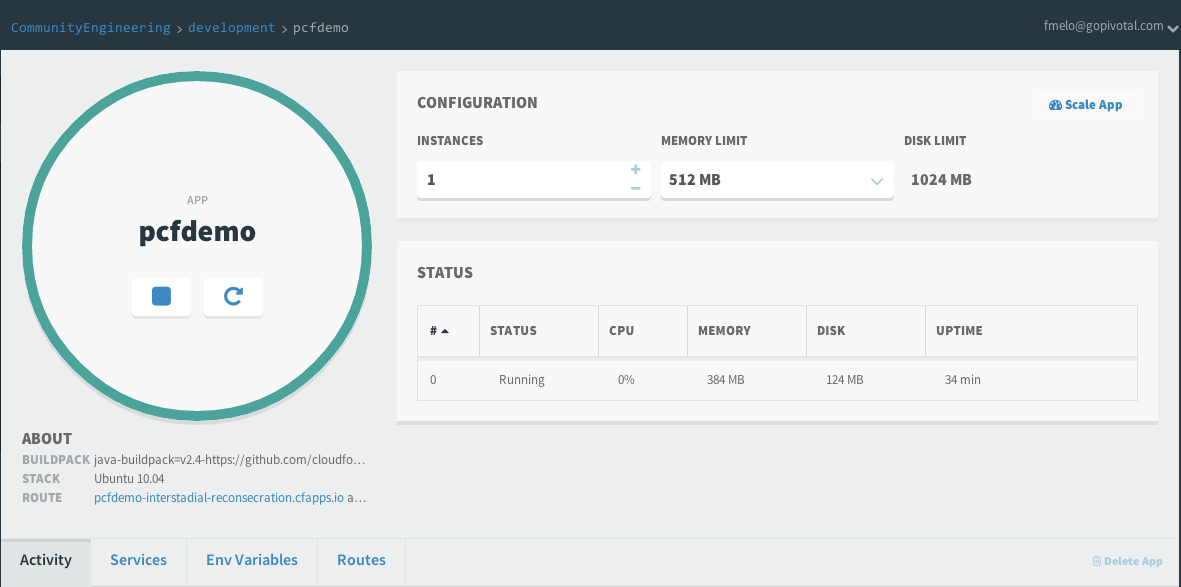 CommunityEngineering > development > pcfdemo
fmelo@gopivotal.com
APP
pcfdemo
CONFIGURATION
Scale App
INSTANCES MEMORY LIMIT DISK LIMIT
1 + − 512 MB 1024 MB
STATUS
# STATUS CPU MEMORY DISK UPTIME
0 Running 0% 384 MB 124 MB 34 min
ABOUT
BUILDPACK java-buildpack=v2.4-https://github.com/cloudfo...
STACK Ubuntu 10.04
ROUTE pcfdemo-interstadial-reconsecration.cfapps.io a...
Activity Services Env Variables Routes Delete App